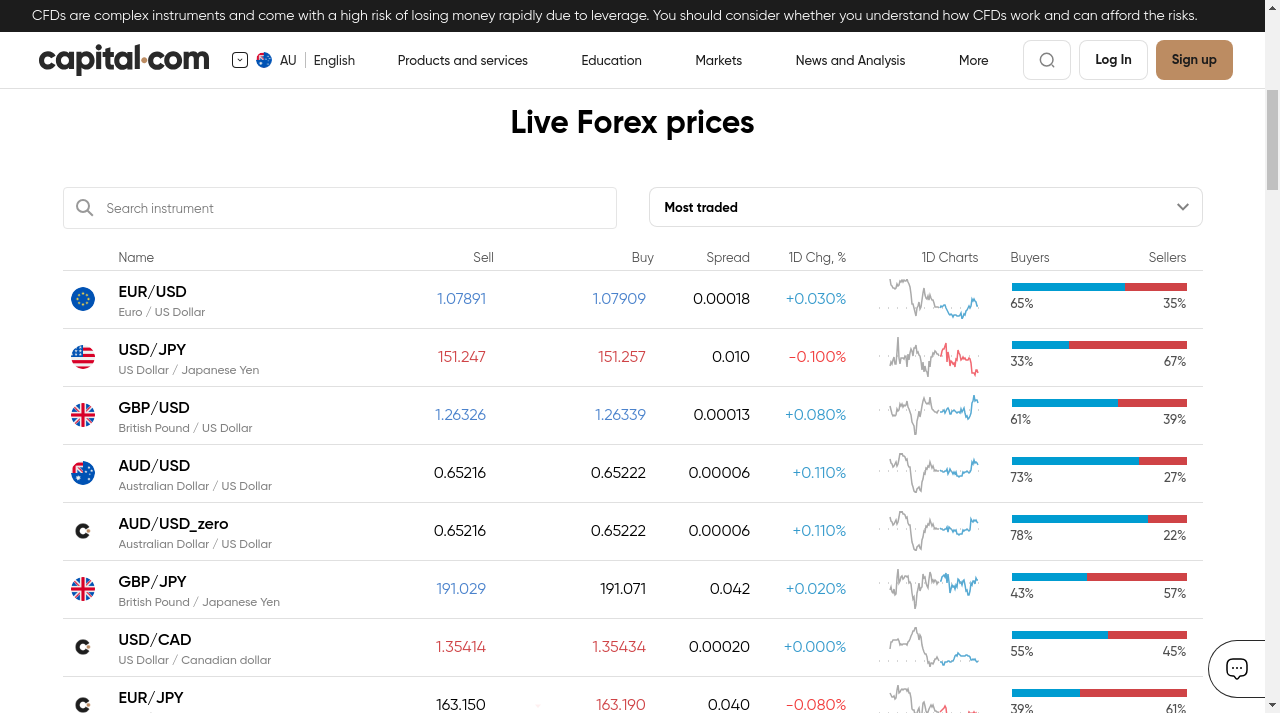 CFDs are complex instruments and come with a high risk of losing money rapidly due to leverage. You should consider whether you understand how CFDs work and can afford the risks.
capital.com AU English Products and services Education Markets News and Analysis More Log In Sign up
Live Forex prices
Search instrument Most traded
Name Sell Buy Spread 1D Chg, % 1D Charts Buyers Sellers
EUR/USD 1.07891 1.07909 0.00018 +0.030%
Euro / US Dollar 65% 35%
USD/JPY 151.247 151.257 0.010 -0.100%
US Dollar / Japanese Yen 33% 67%
GBP/USD 1.26326 1.26339 0.00013 +0.080%
British Pound / US Dollar 61% 39%
AUD/USD 0.65216 0.65222 0.00006 +0.110%
Australian Dollar / US Dollar 73% 27%
AUD/USD_zero 0.65216 0.65222 0.00006 +0.110%
Australian Dollar / US Dollar 78% 22%
GBP/JPY 191.029 191.071 0.042 +0.020%
British Pound / Japanese Yen 43% 57%
USD/CAD 1.35414 1.35434 0.00020 +0.000%
US Dollar / Canadian dollar 55% 45%
EUR/JPY 163.150 163.190 0.040 -0.080%
39% 61%